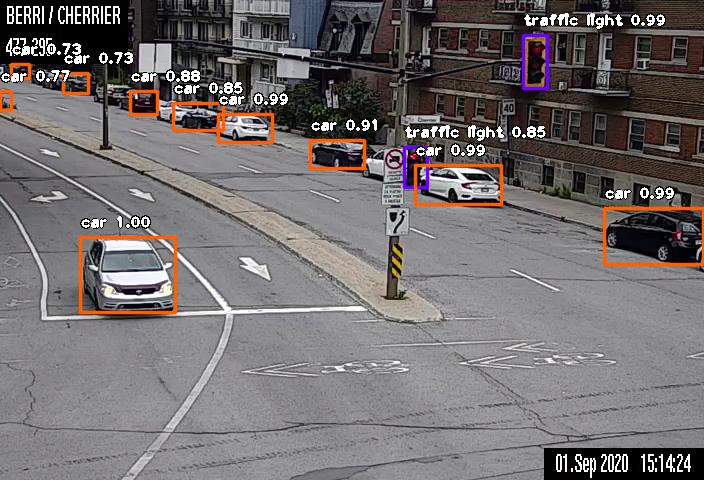 BERRI / CHERRIER
traffic light 0.99
car 0.73
car 0.73
car 0.77
car 0.88
car 0.85
car 0.99
car 0.91
traffic light 0.85
car 0.99
40
car 0.99
car 1.00
01.Sep 2020 15:14:24